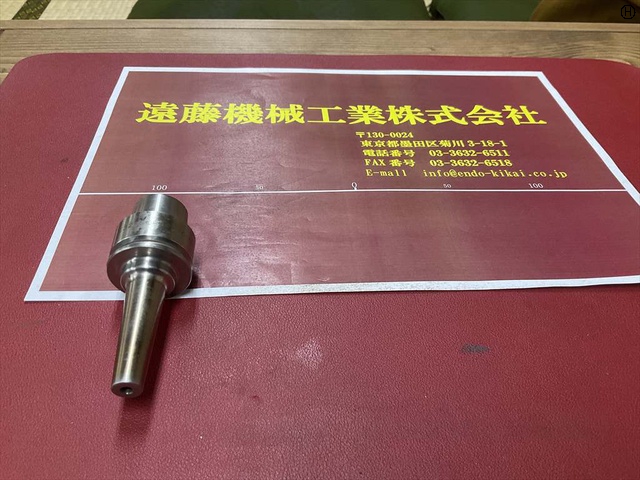 遠藤機械工業株式会社
〒130-0024
東京都墨田区菊川3-18-1
電話番号 03-3632-6511
FAX番号 03-3632-6518
E-mall info@endo-kikai.co.jp
100 50 0 50 100
H